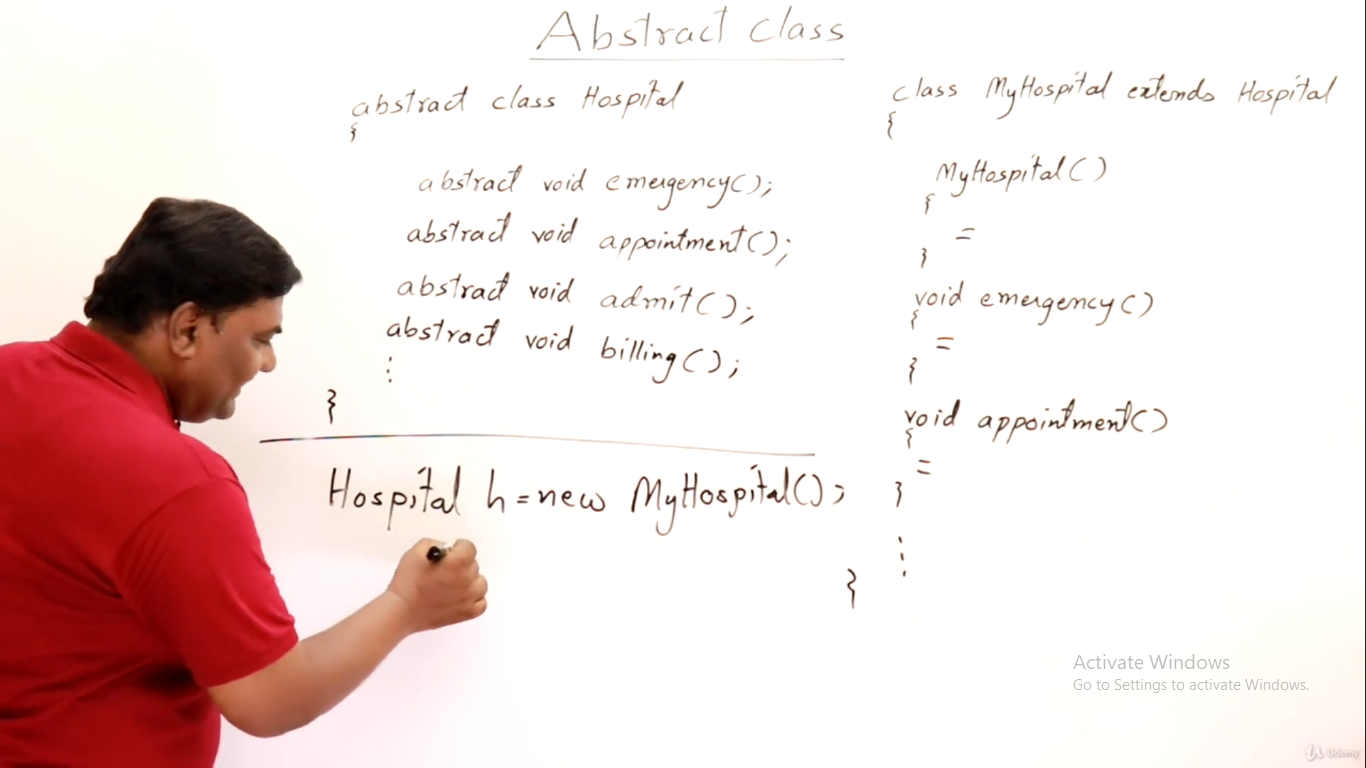 Abstract Class
abstract class Hospital
{
abstract void emergency();
abstract void appointment();
abstract void admit();
abstract void billing();
⋮
}
Hospital h=new MyHospital();
class MyHospital extends Hospital
{
MyHospital()
{
=
}
void emergency()
{
=
}
void appointment()
{
=
}
⋮
}
Activate Windows
Go to Settings to activate Windows.
Udemy